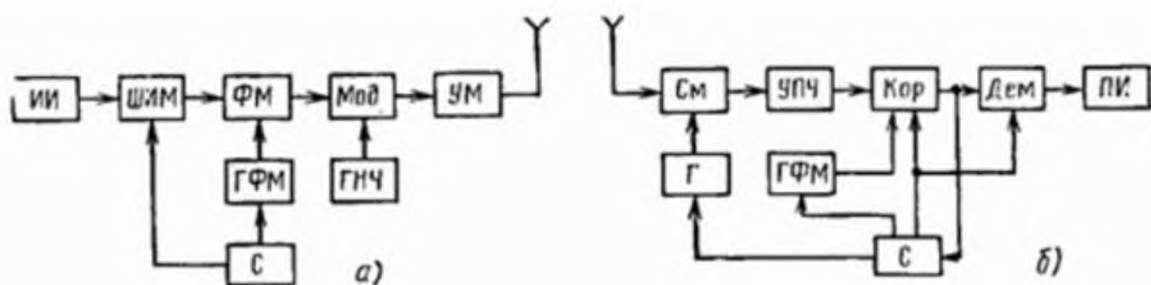 ИИ
ШИМ
ФМ
Мод
УМ
ГФМ
ГНЧ
С
а)
См
УПЧ
Кор
Дем
ПИ
Г
ГФМ
С
б)